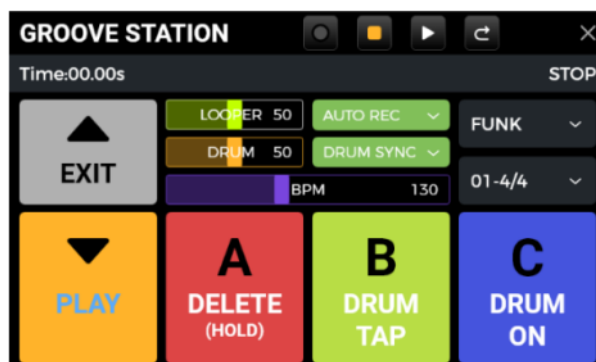 GROOVE STATION
Time:00.00s STOP
EXIT
LOOPER 50
AUTO REC
FUNK
DRUM 50
DRUM SYNC
BPM 130
01-4/4
PLAY
A
DELETE
(HOLD)
B
DRUM
TAP
C
DRUM
ON